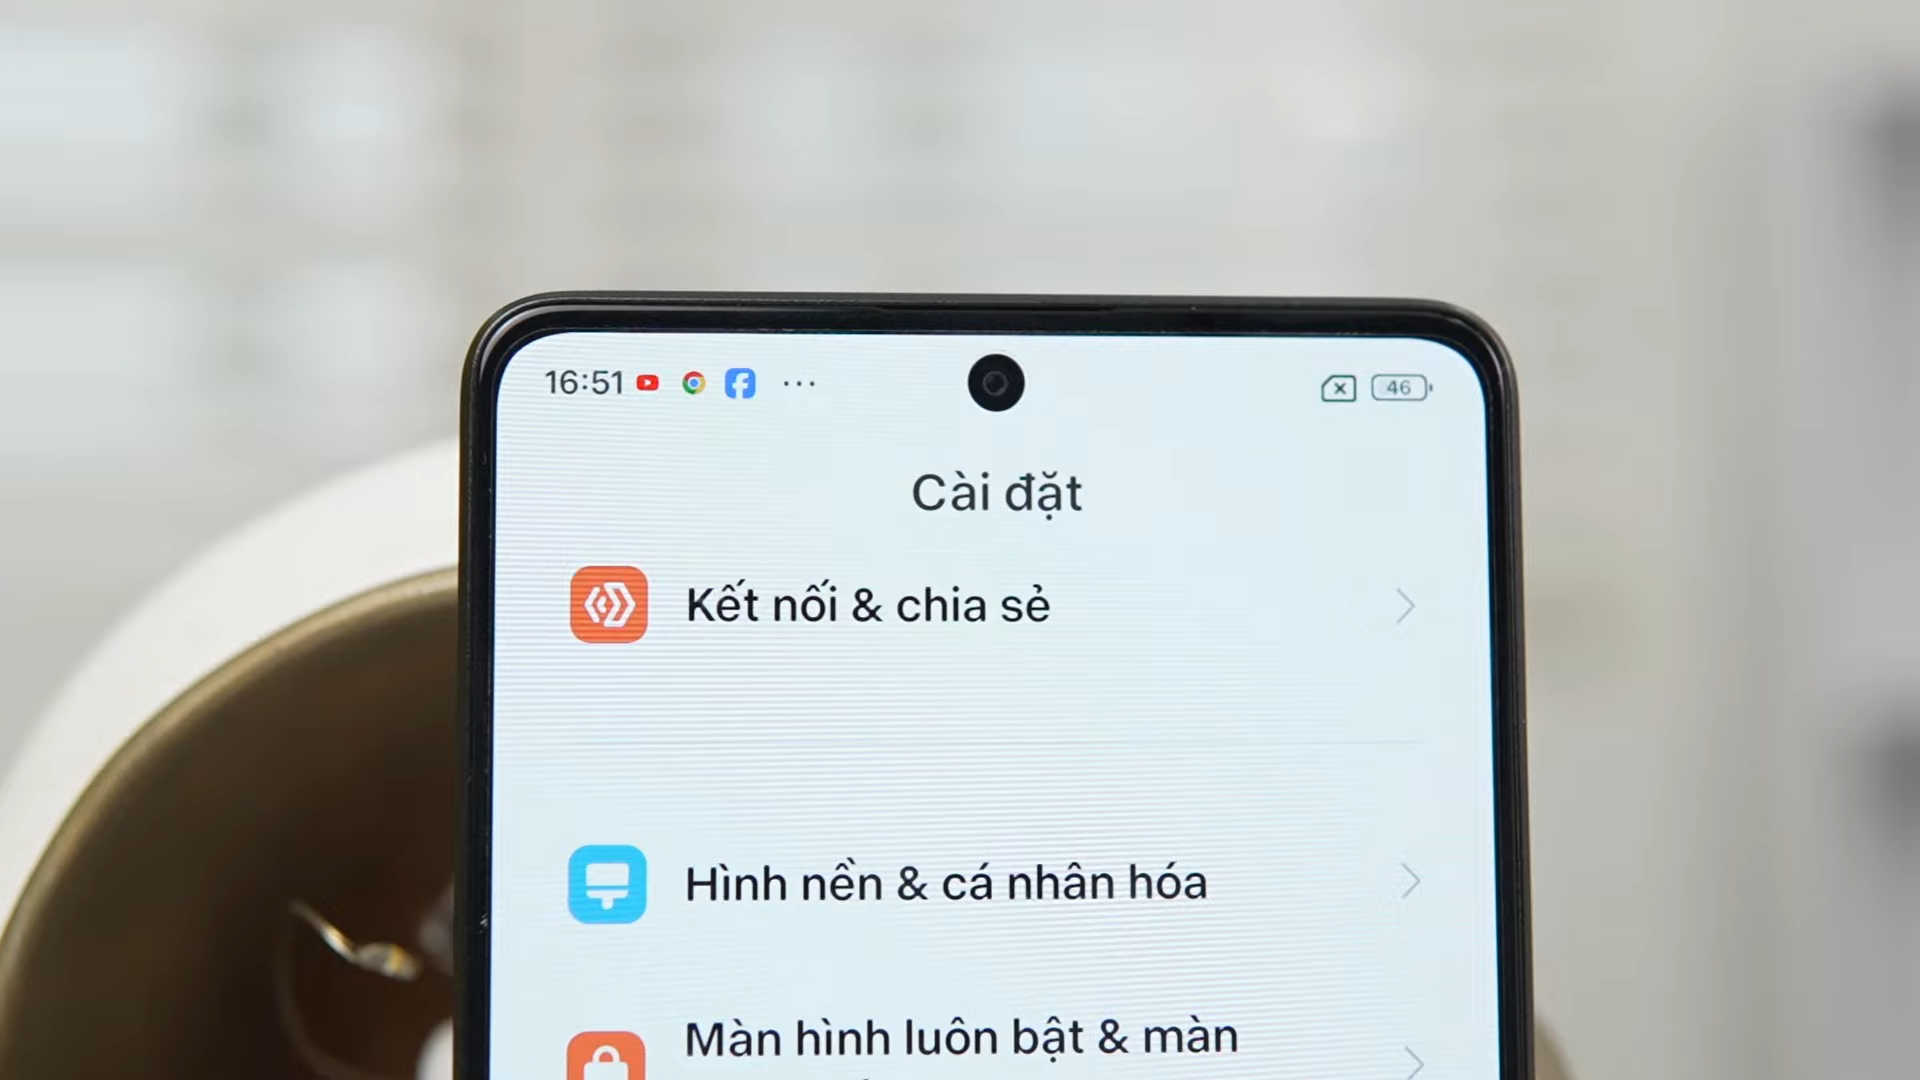 16:51 ... 46
Cài đặt
Kết nối & chia sẻ
Hình nền & cá nhân hóa
Màn hình luôn bật & màn